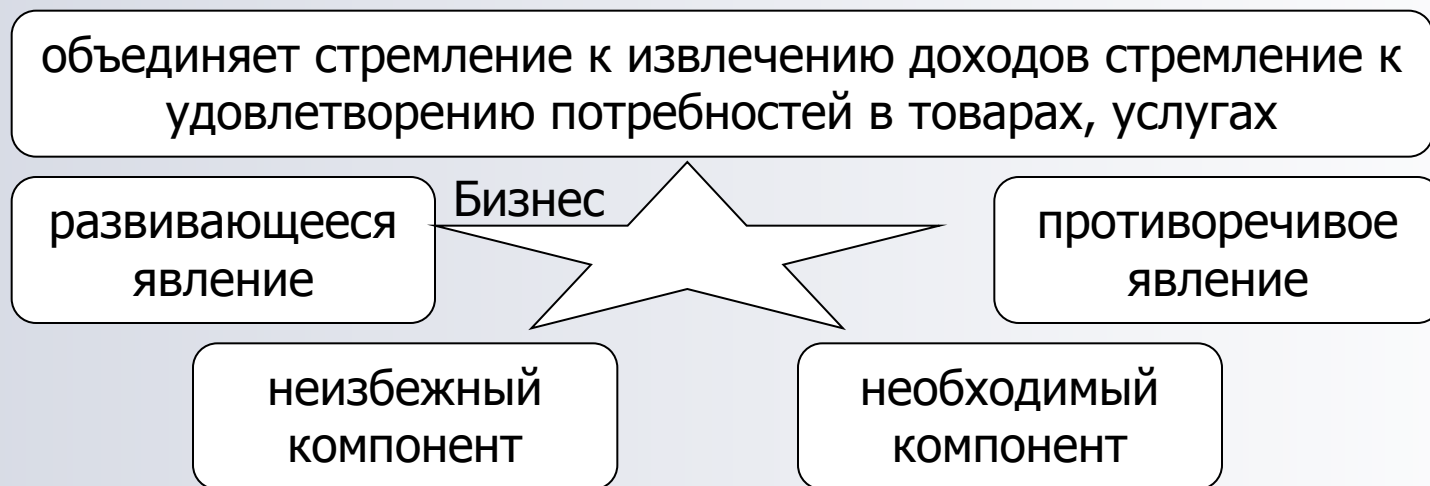 объединяет стремление к извлечению доходов стремление к
удовлетворению потребностей в товарах, услугах
Бизнес
развивающееся
явление
противоречивое
явление
неизбежный
компонент
необходимый
компонент